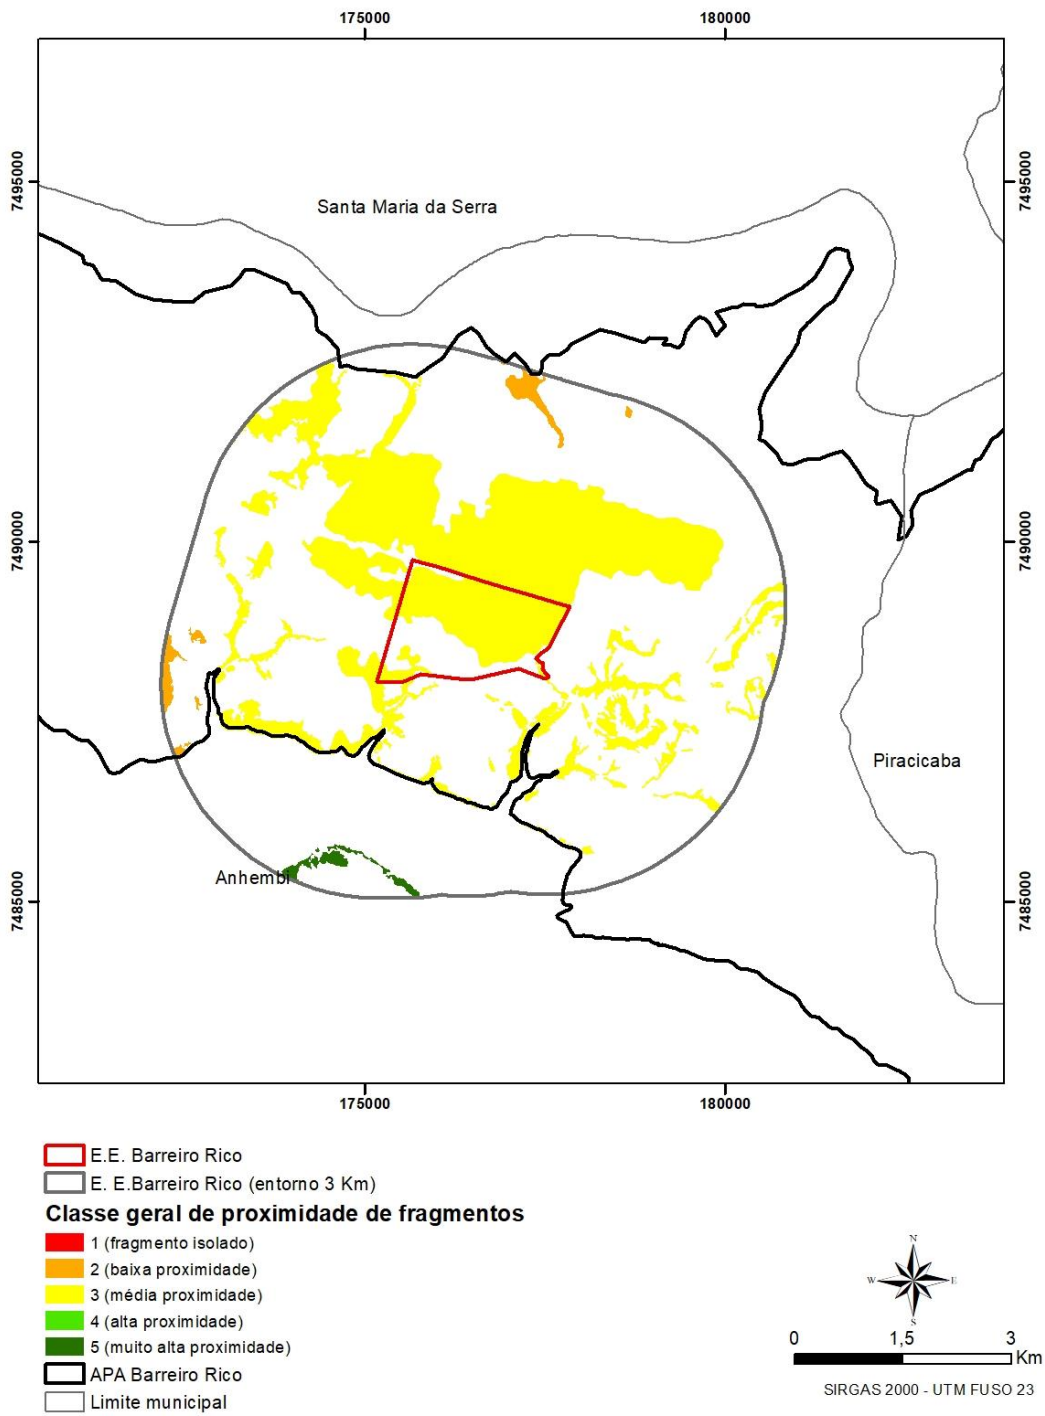 175000 180000
7495000 7495000
Santa Maria da Serra
7490000 7490000
Piracicaba
Anhembi
7485000 7485000
175000 180000
E.E. Barreiro Rico
E. E.Barreiro Rico (entorno 3 Km)
Classe geral de proximidade de fragmentos
1 (fragmento isolado)
2 (baixa proximidade)
3 (média proximidade)
4 (alta proximidade)
5 (muito alta proximidade)
APA Barreiro Rico
Limite municipal
N
W E
S
0 1,5 3
Km
SIRGAS 2000 - UTM FUSO 23